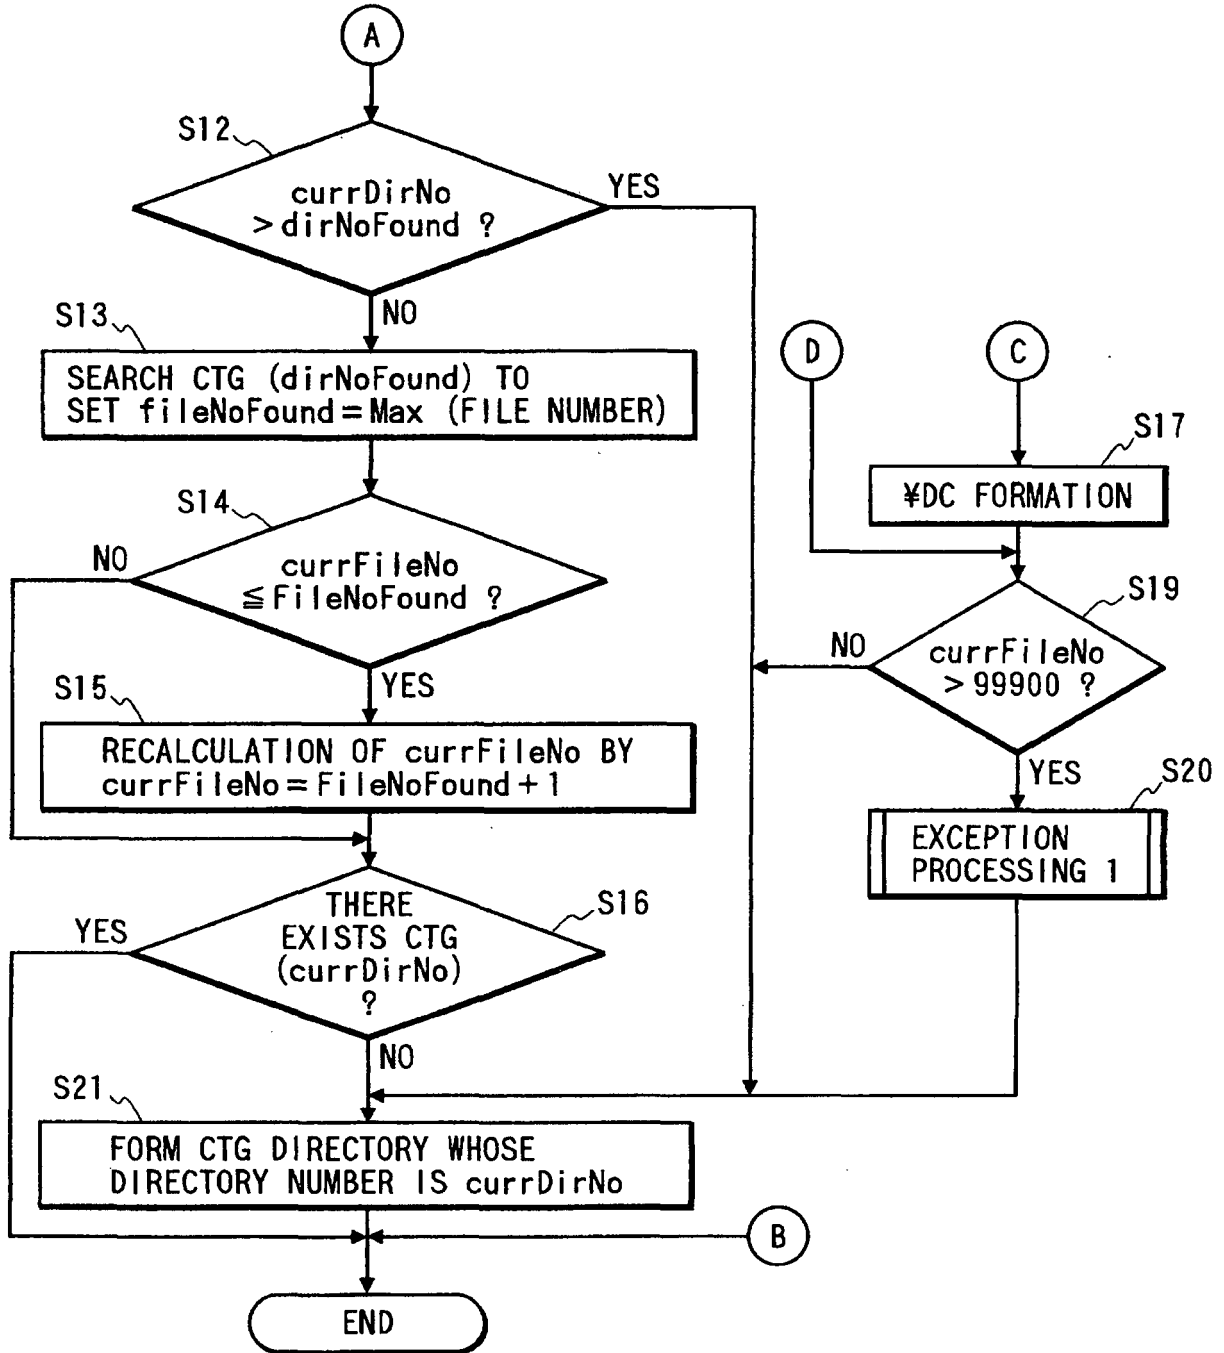 A
S12
currDirNo
> dirNoFound ?
YES
NO
S13
SEARCH CTG (dirNoFound) TO
SET fileNoFound = Max (FILE NUMBER)
S14
NO
currFileNo
≦ FileNoFound ?
YES
S15
RECALCULATION OF currFileNo BY
currFileNo = FileNoFound + 1
S16
YES
THERE
EXISTS CTG
(currDirNo)
?
NO
S21
FORM CTG DIRECTORY WHOSE
DIRECTORY NUMBER IS currDirNo
B
END
D
C
S17
¥DC FORMATION
S19
NO
currFileNo
> 99900 ?
YES
S20
EXCEPTION
PROCESSING 1